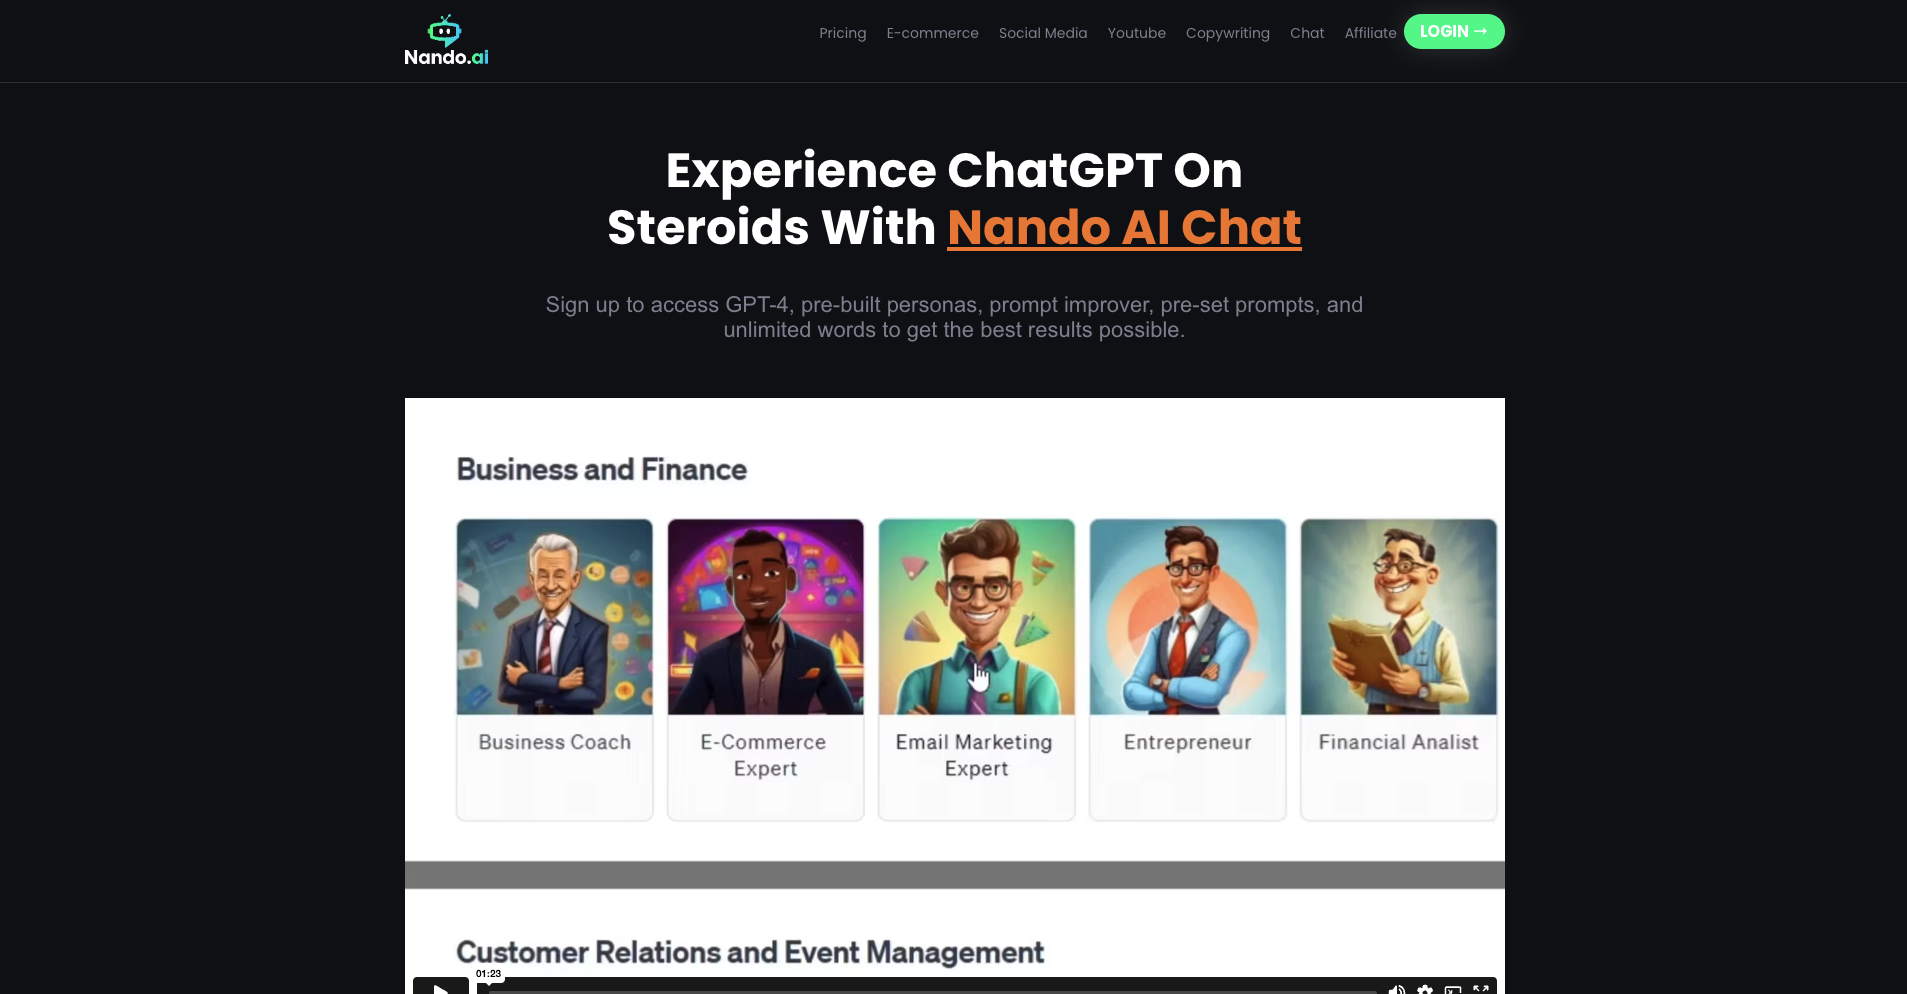 Nando.ai
Pricing E-commerce Social Media Youtube Copywriting Chat Affiliate LOGIN →
Experience ChatGPT On
Steroids With Nando AI Chat
Sign up to access GPT-4, pre-built personas, prompt improver, pre-set prompts, and
unlimited words to get the best results possible.
Business and Finance
Business Coach
E-Commerce
Expert
Email Marketing
Expert
Entrepreneur
Financial Analist
Customer Relations and Event Management
01:23